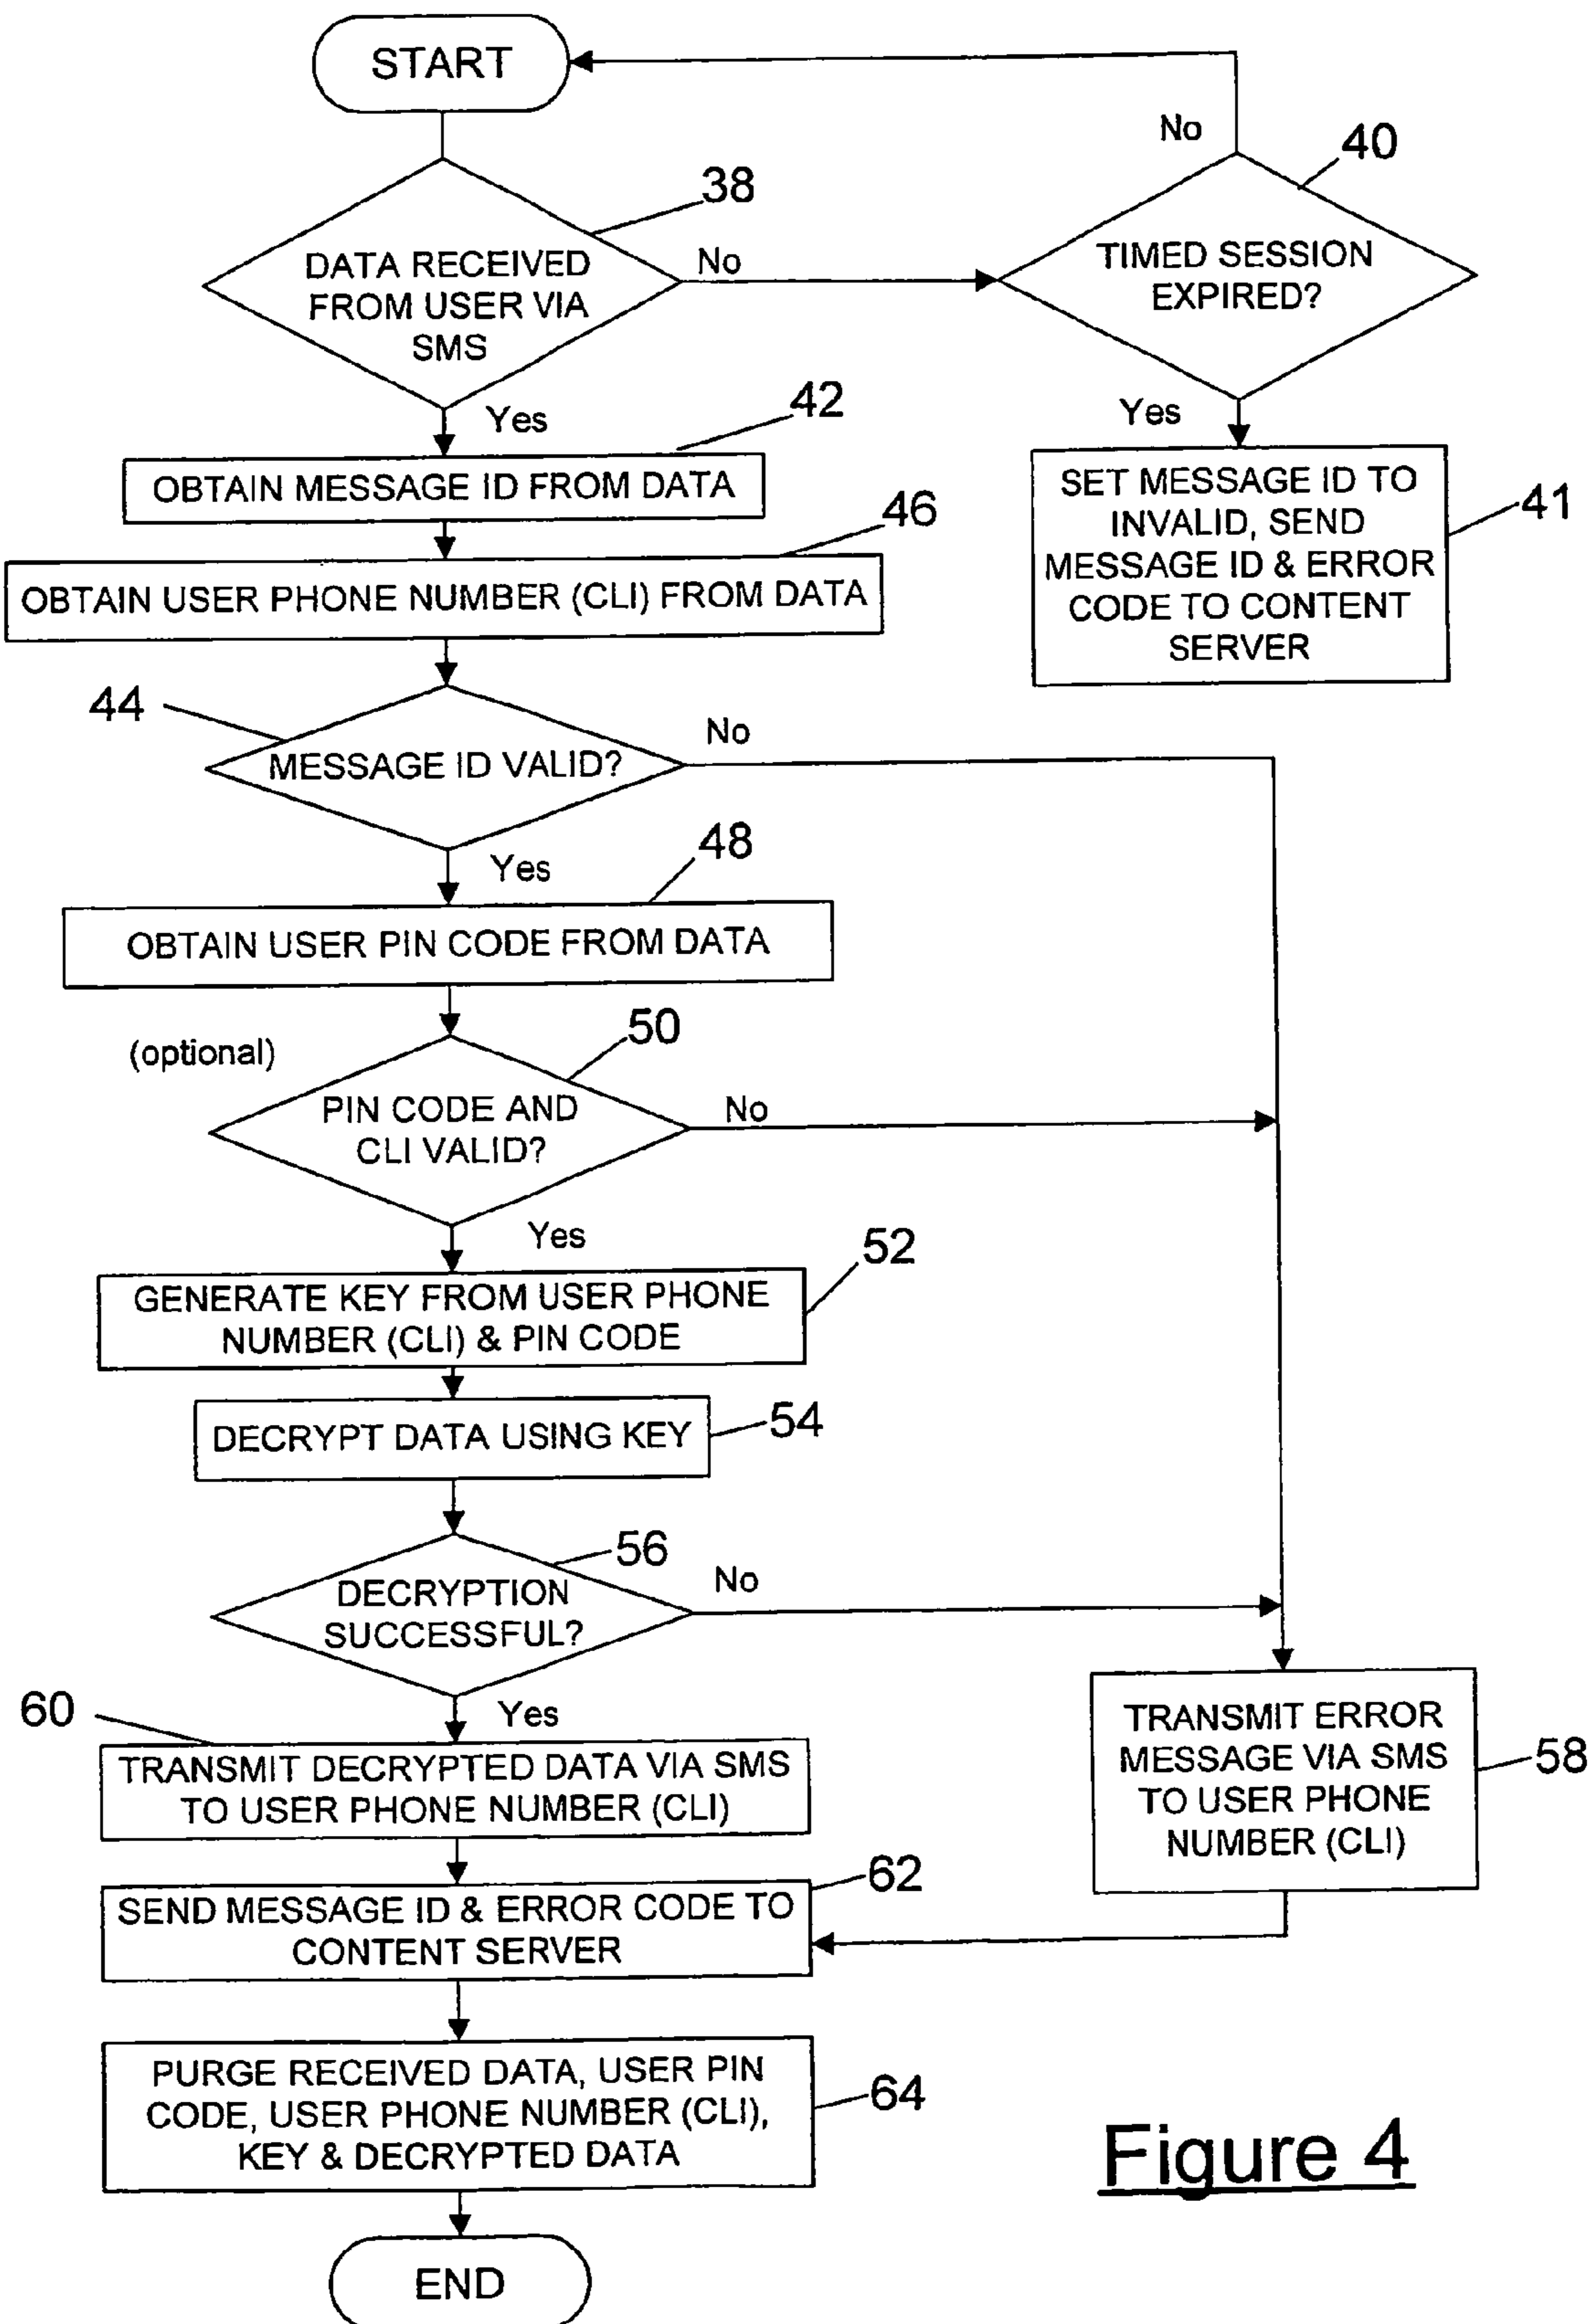 START
No
40
38
DATA RECEIVED
FROM USER VIA
SMS
No
TIMED SESSION
EXPIRED?
Yes
42
Yes
OBTAIN MESSAGE ID FROM DATA
46
OBTAIN USER PHONE NUMBER (CLI) FROM DATA
SET MESSAGE ID TO
INVALID, SEND
MESSAGE ID & ERROR
CODE TO CONTENT
SERVER
41
44
MESSAGE ID VALID?
No
Yes
48
OBTAIN USER PIN CODE FROM DATA
(optional)
50
PIN CODE AND
CLI VALID?
No
Yes
52
GENERATE KEY FROM USER PHONE
NUMBER (CLI) & PIN CODE
DECRYPT DATA USING KEY
54
56
DECRYPTION
SUCCESSFUL?
No
60
Yes
TRANSMIT DECRYPTED DATA VIA SMS
TO USER PHONE NUMBER (CLI)
TRANSMIT ERROR
MESSAGE VIA SMS
TO USER PHONE
NUMBER (CLI)
58
62
SEND MESSAGE ID & ERROR CODE TO
CONTENT SERVER
PURGE RECEIVED DATA, USER PIN
CODE, USER PHONE NUMBER (CLI),
KEY & DECRYPTED DATA
64
Figure 4
END